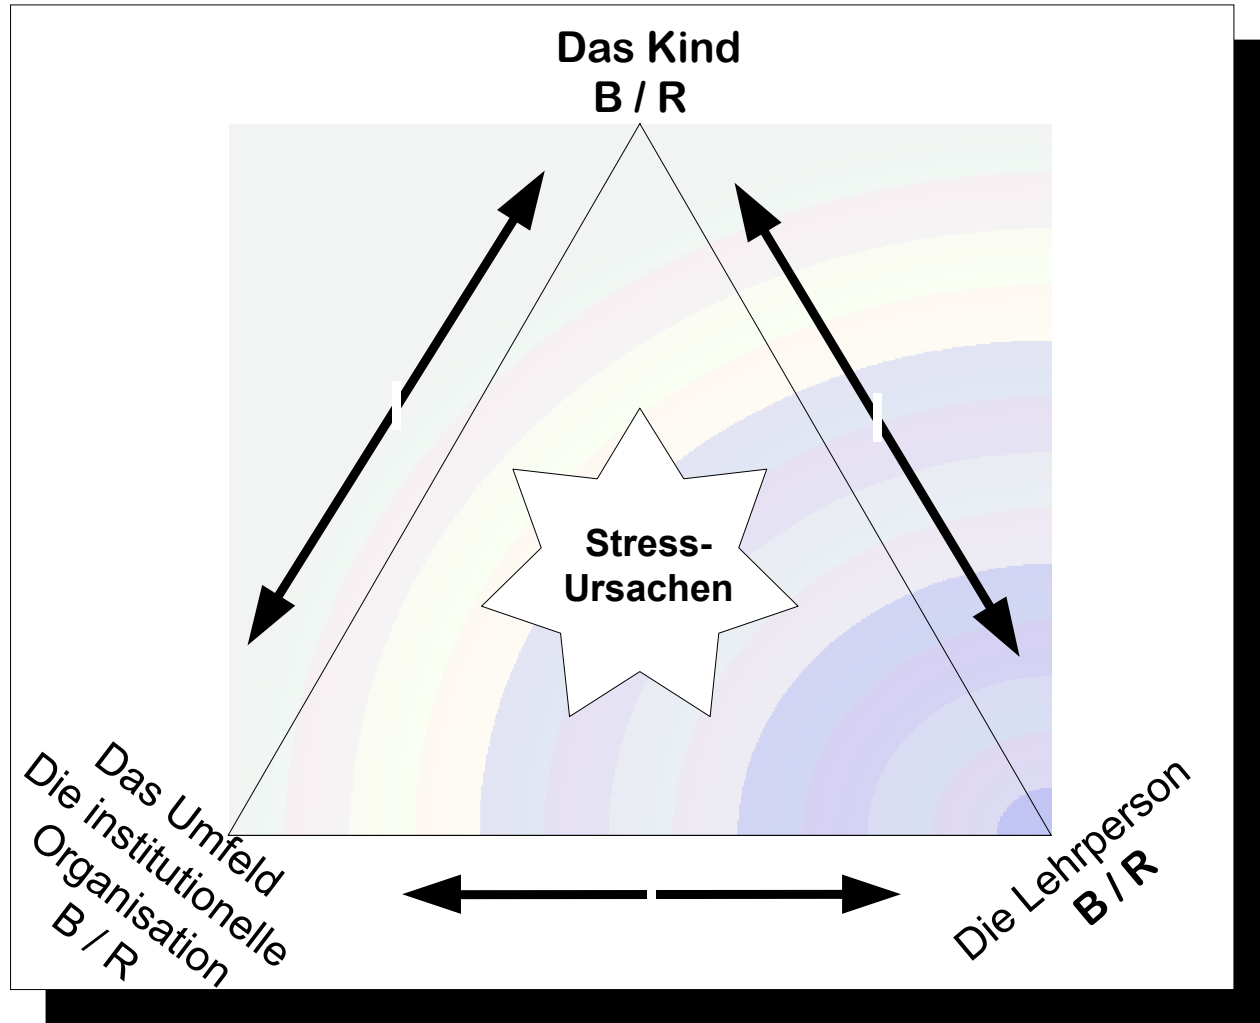 Das Kind
B / R
Stress-
Ursachen
Das Umfeld
Die institutionelle
Organisation
B / R
Die Lehrperson
B / R